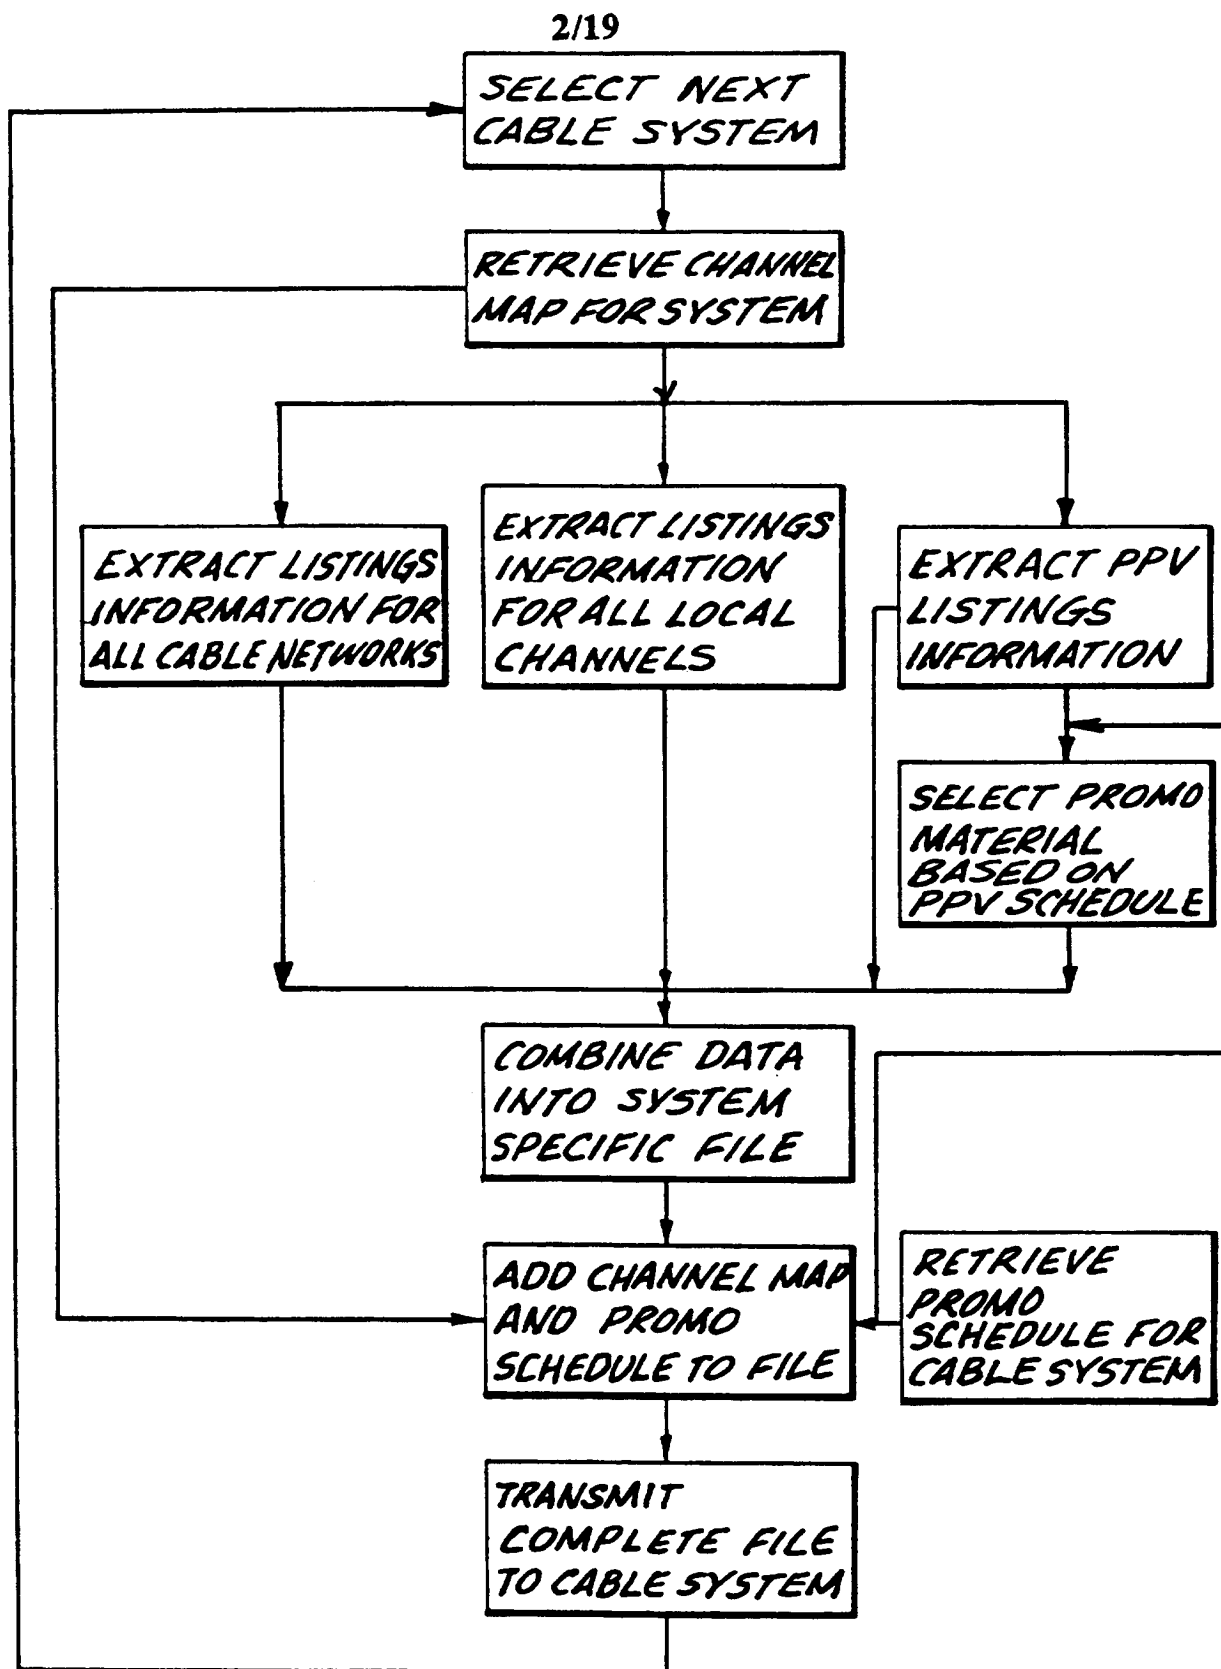 2/19
SELECT NEXT
CABLE SYSTEM
RETRIEVE CHANNEL
MAP FOR SYSTEM
EXTRACT LISTINGS
INFORMATION FOR
ALL CABLE NETWORKS
EXTRACT LISTINGS
INFORMATION
FOR ALL LOCAL
CHANNELS
EXTRACT PPV
LISTINGS
INFORMATION
SELECT PROMO
MATERIAL
BASED ON
PPV SCHEDULE
COMBINE DATA
INTO SYSTEM
SPECIFIC FILE
ADD CHANNEL MAP
AND PROMO
SCHEDULE TO FILE
RETRIEVE
PROMO
SCHEDULE FOR
CABLE SYSTEM
TRANSMIT
COMPLETE FILE
TO CABLE SYSTEM